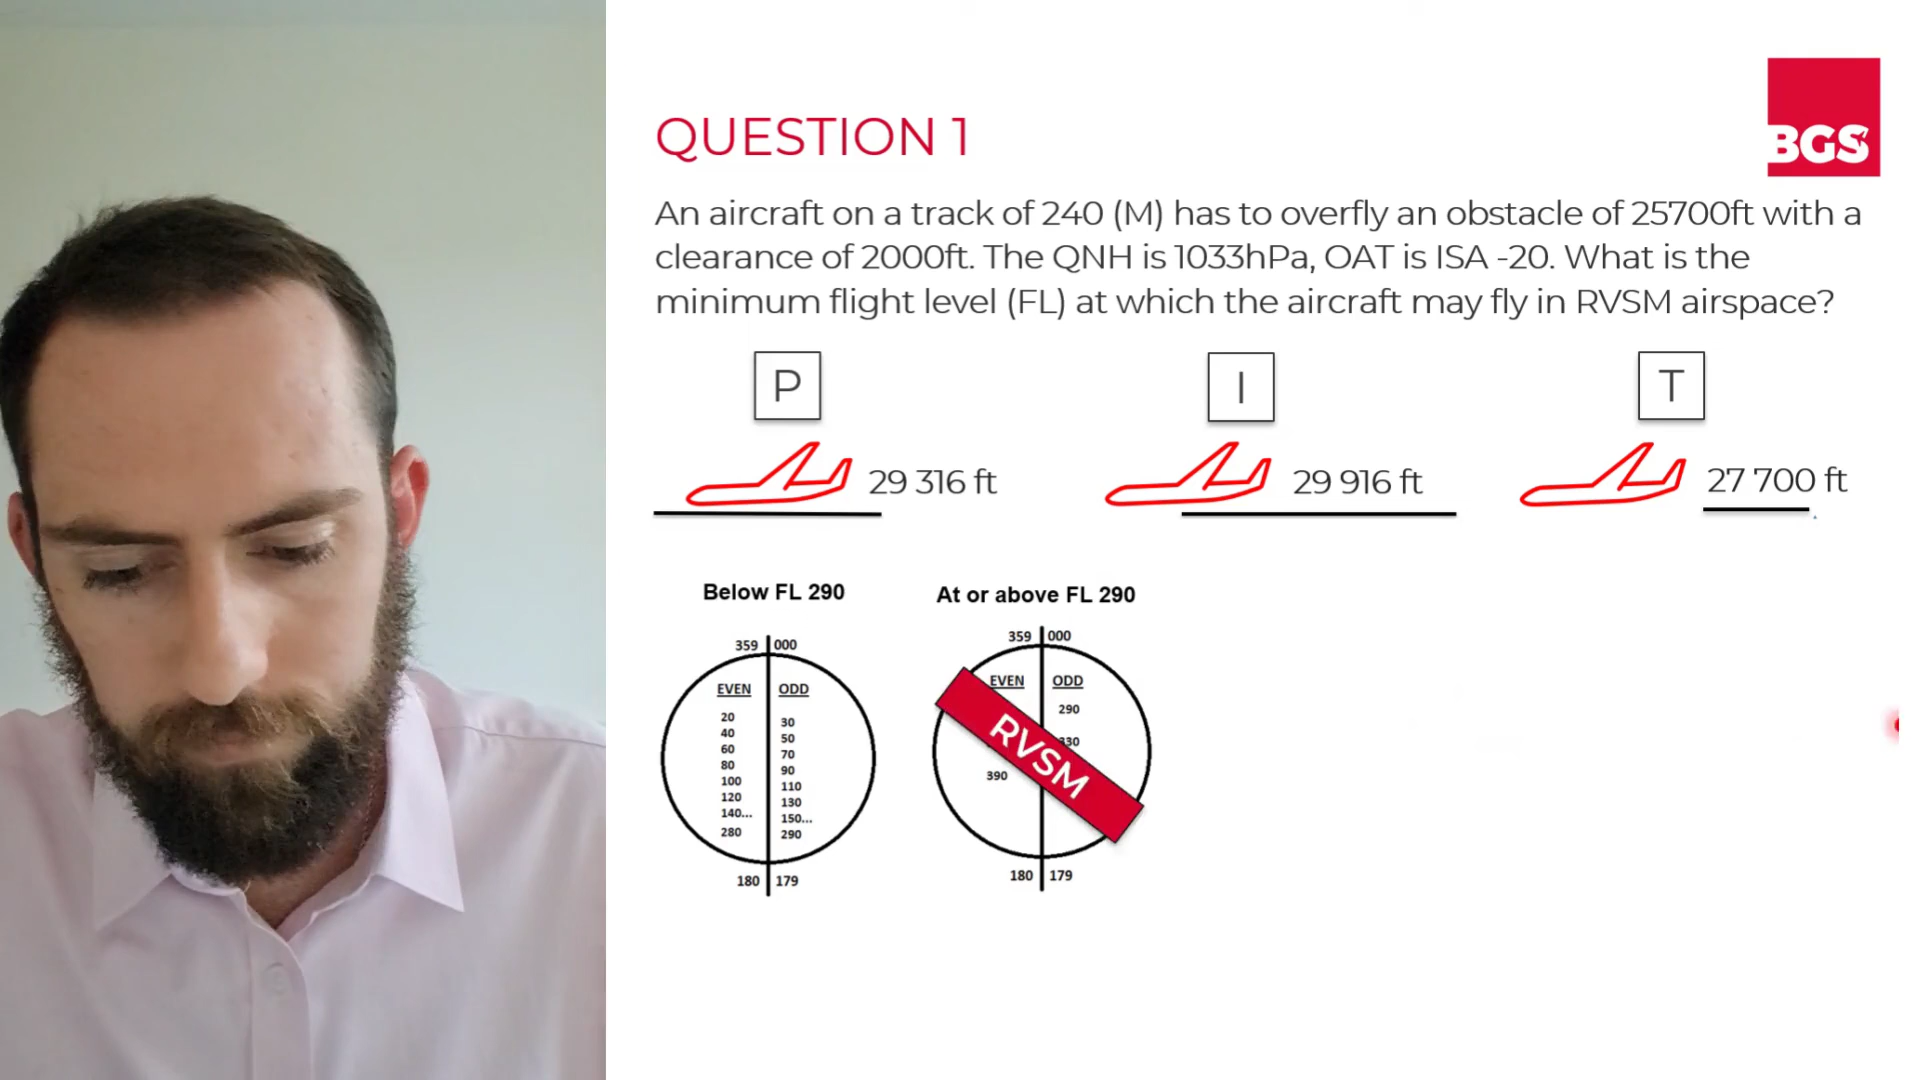 QUESTION 1
BGS
An aircraft on a track of 240 (M) has to overfly an obstacle of 25700ft with a
clearance of 2000ft. The QNH is 1033hPa, OAT is ISA -20. What is the
minimum flight level (FL) at which the aircraft may fly in RVSM airspace?
P
I
T
29 316 ft
29 916 ft
27 700 ft
Below FL 290
359 000
EVEN ODD
20 30
40 50
60 70
80 90
100 110
120 130
140... 150...
280 290
180 179
At or above FL 290
359 000
EVEN ODD
290
330
RVSM
390
180 179